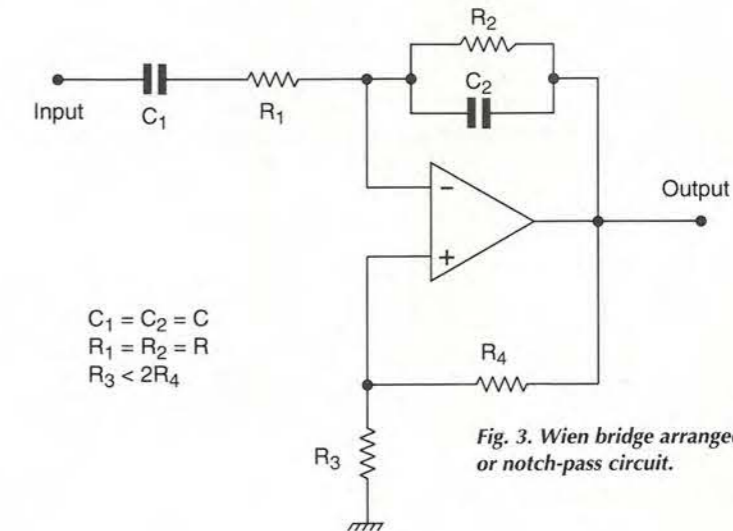 R2
C2
Input
C1
R1
−
+
Output
C1 = C2 = C
R1 = R2 = R
R3 < 2R4
R4
R3
Fig. 3. Wien bridge arranged
or notch-pass circuit.